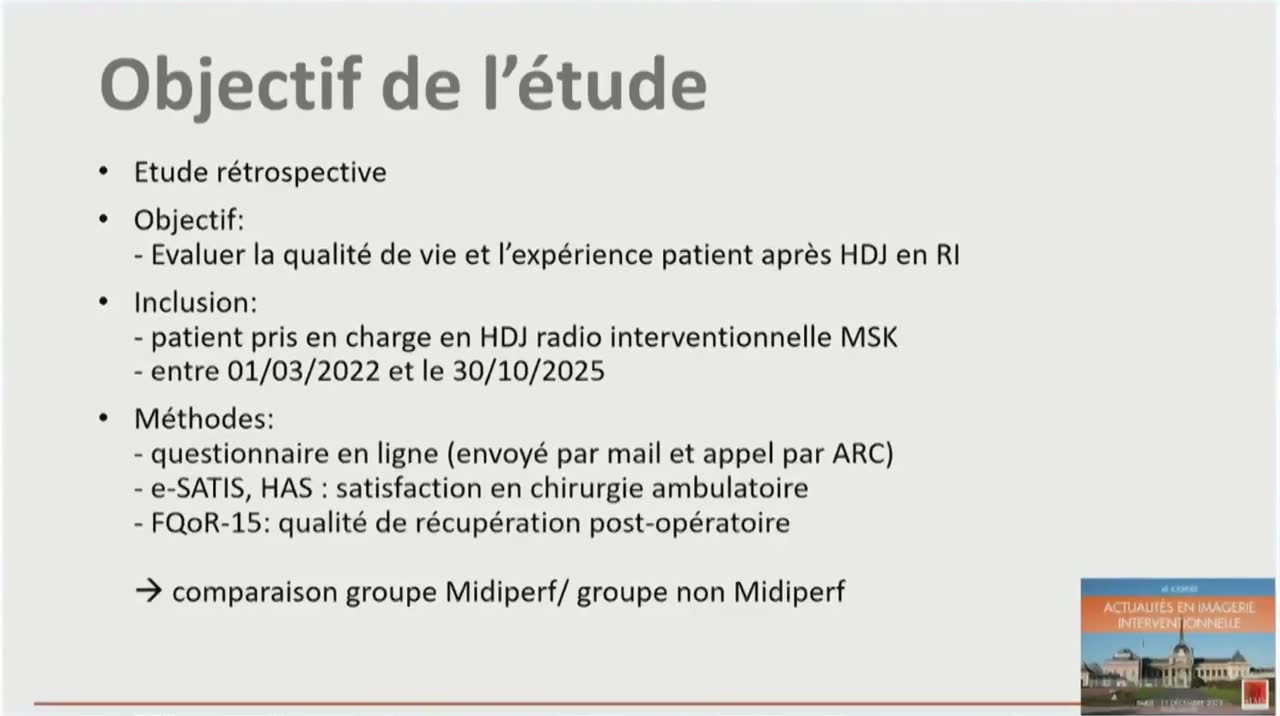 Objectif de l’étude
• Etude rétrospective
• Objectif:
- Evaluer la qualité de vie et l’expérience patient après HDJ en RI
• Inclusion:
- patient pris en charge en HDJ radio interventionnelle MSK
- entre 01/03/2022 et le 30/10/2025
• Méthodes:
- questionnaire en ligne (envoyé par mail et appel par ARC)
- e-SATIS, HAS : satisfaction en chirurgie ambulatoire
- FQoR-15: qualité de récupération post-opératoire
→ comparaison groupe Midiperf/ groupe non Midiperf
ACTUALITÉS EN IMAGERIE
INTERVENTIONNELLE
PARIS